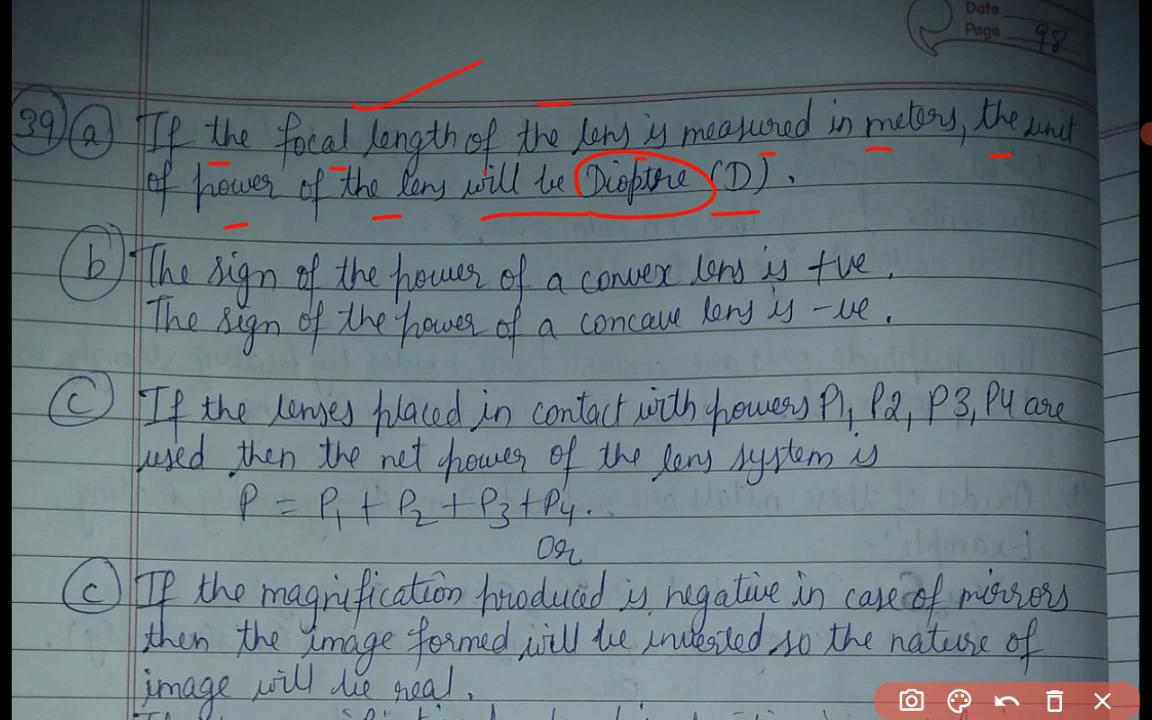 Date
Page 98
39) a) If the focal length of the lens is measured in meters, the unit
of power of the lens will be Dioptre (D).
b) The sign of the power of a convex lens is +ve.
The sign of the power of a concave lens is -ve.
c) If the lenses placed in contact with powers P1, P2, P3, P4 are
used then the net power of the lens system is
P = P1 + P2 + P3 + P4.
Or
c) If the magnification produced is negative in case of mirrors
then the image formed will be inverted so the nature of
image will be real.